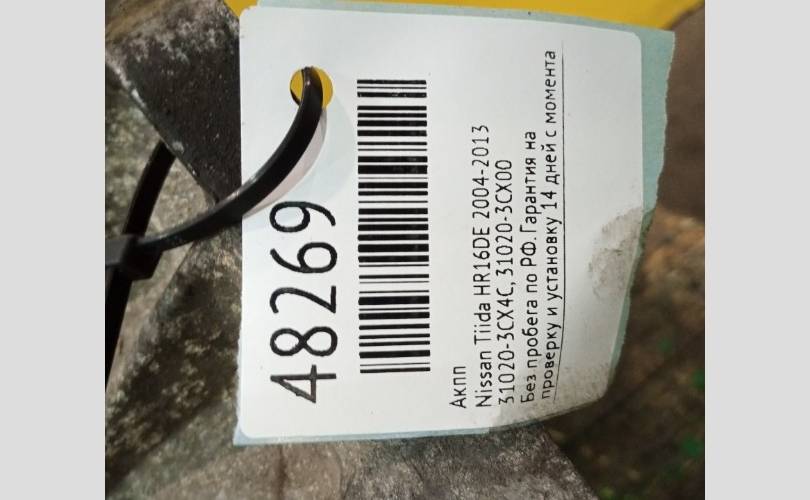 48269
Акпп
Nissan Tiida HR16DE 2004-2013
31020-3CX4C, 31020-3CX00
Без пробега по РФ. Гарантия на
проверку и установку 14 дней с момента